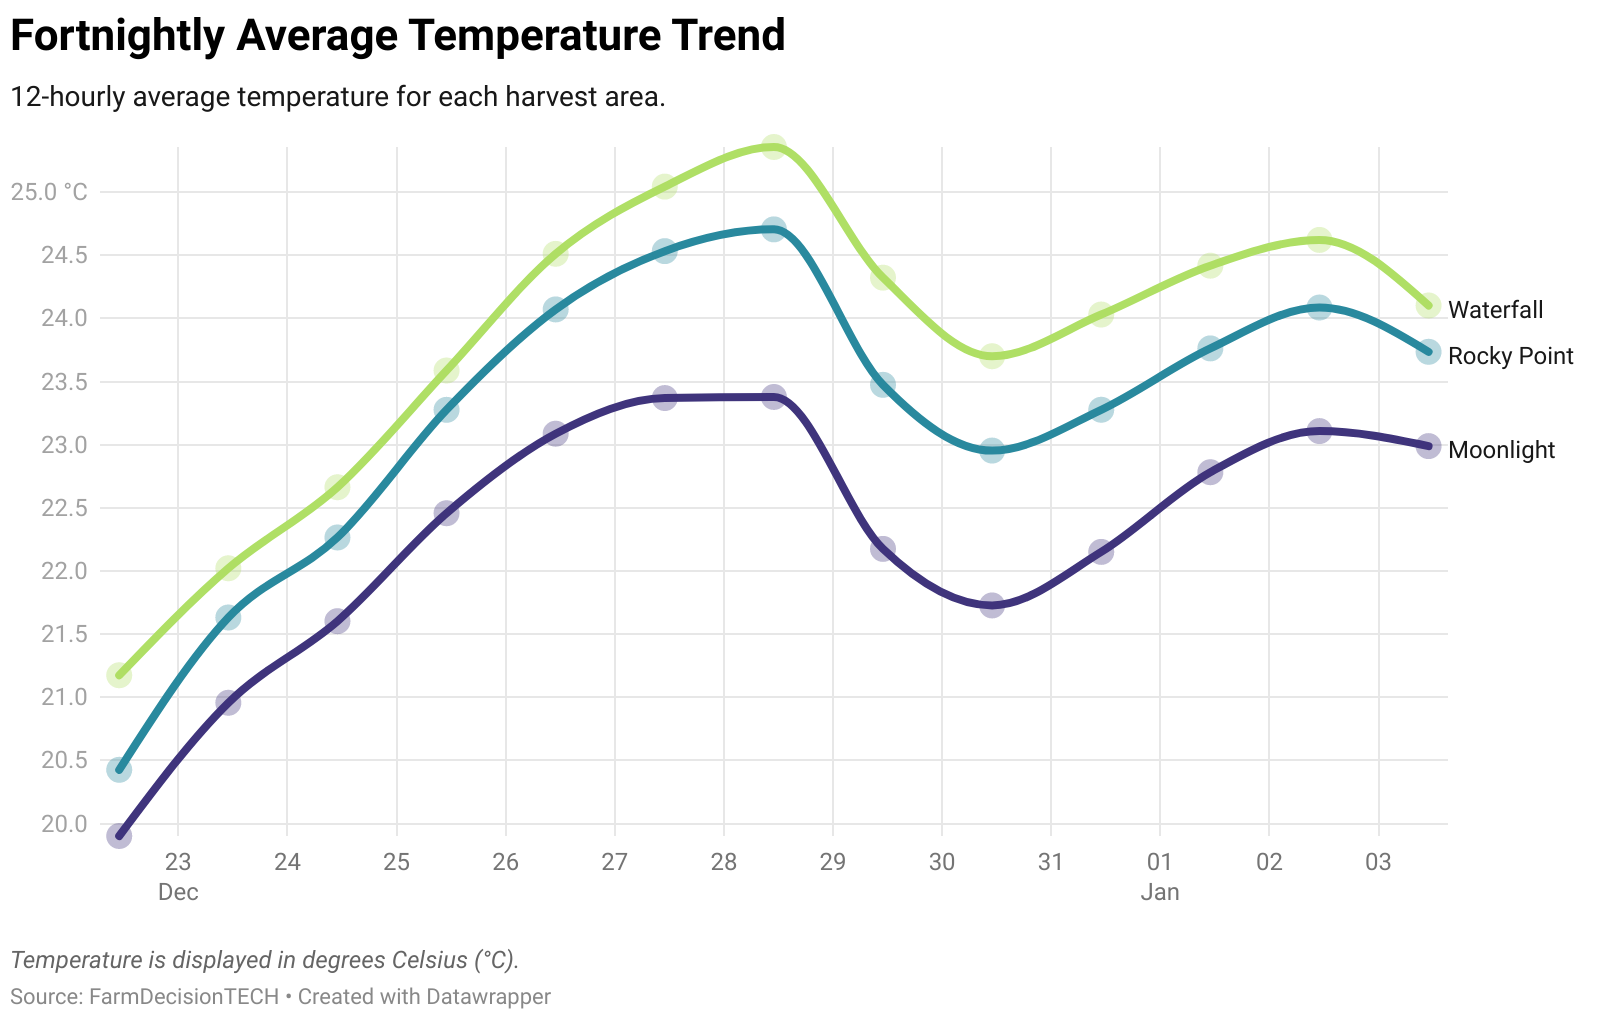 Fortnightly Average Temperature Trend
12-hourly average temperature for each harvest area.
25.0 °C
24.5
24.0
23.5
23.0
22.5
22.0
21.5
21.0
20.5
20.0
Waterfall
Rocky Point
Moonlight
23 24 25 26 27 28 29 30 31 01 02 03
Dec Jan
Temperature is displayed in degrees Celsius (°C).
Source: FarmDecisionTECH • Created with Datawrapper